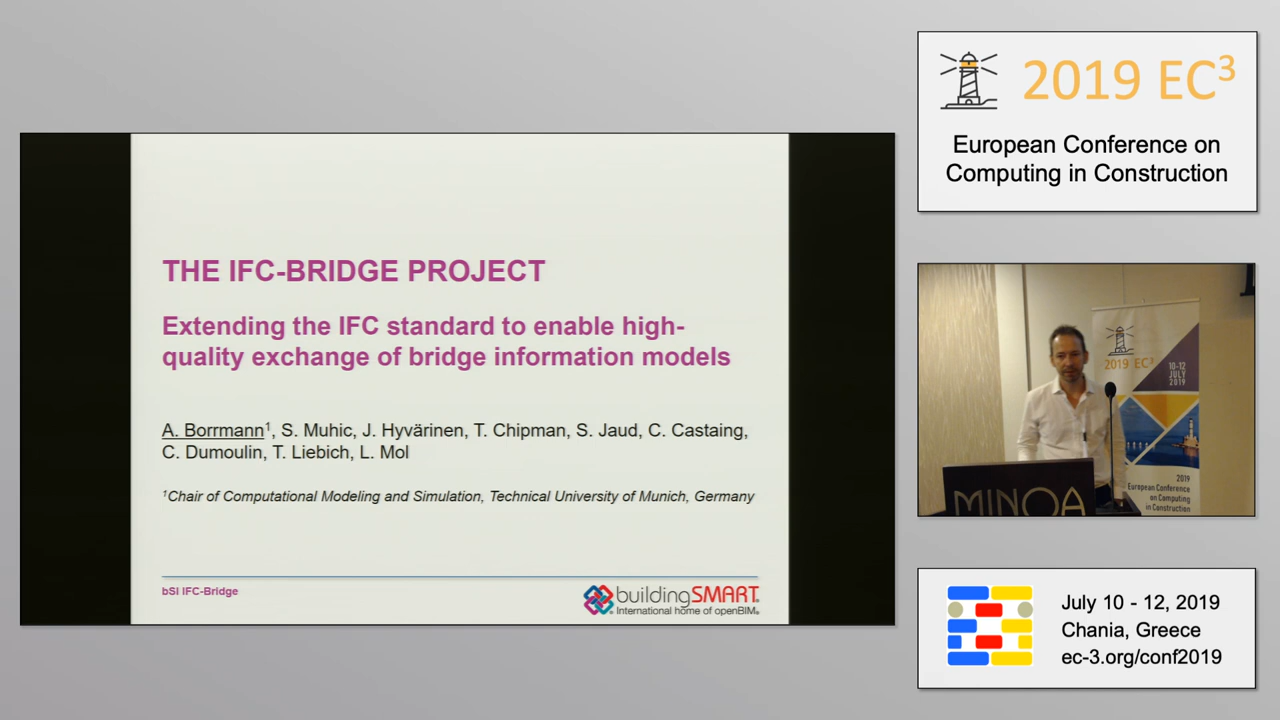 THE IFC-BRIDGE PROJECT
Extending the IFC standard to enable high-
quality exchange of bridge information models
A. Borrmann¹, S. Muhic, J. Hyvärinen, T. Chipman, S. Jaud, C. Castaing,
C. Dumoulin, T. Liebich, L. Mol
¹Chair of Computational Modeling and Simulation, Technical University of Munich, Germany
bSI IFC-Bridge
buildingSMART®
International home of openBIM®
2019 EC³
European Conference on
Computing in Construction
2019 EC³
10-12
JULY
2019
2019
European Conference
on Computing
in Construction
MINOA
July 10 - 12, 2019
Chania, Greece
ec-3.org/conf2019